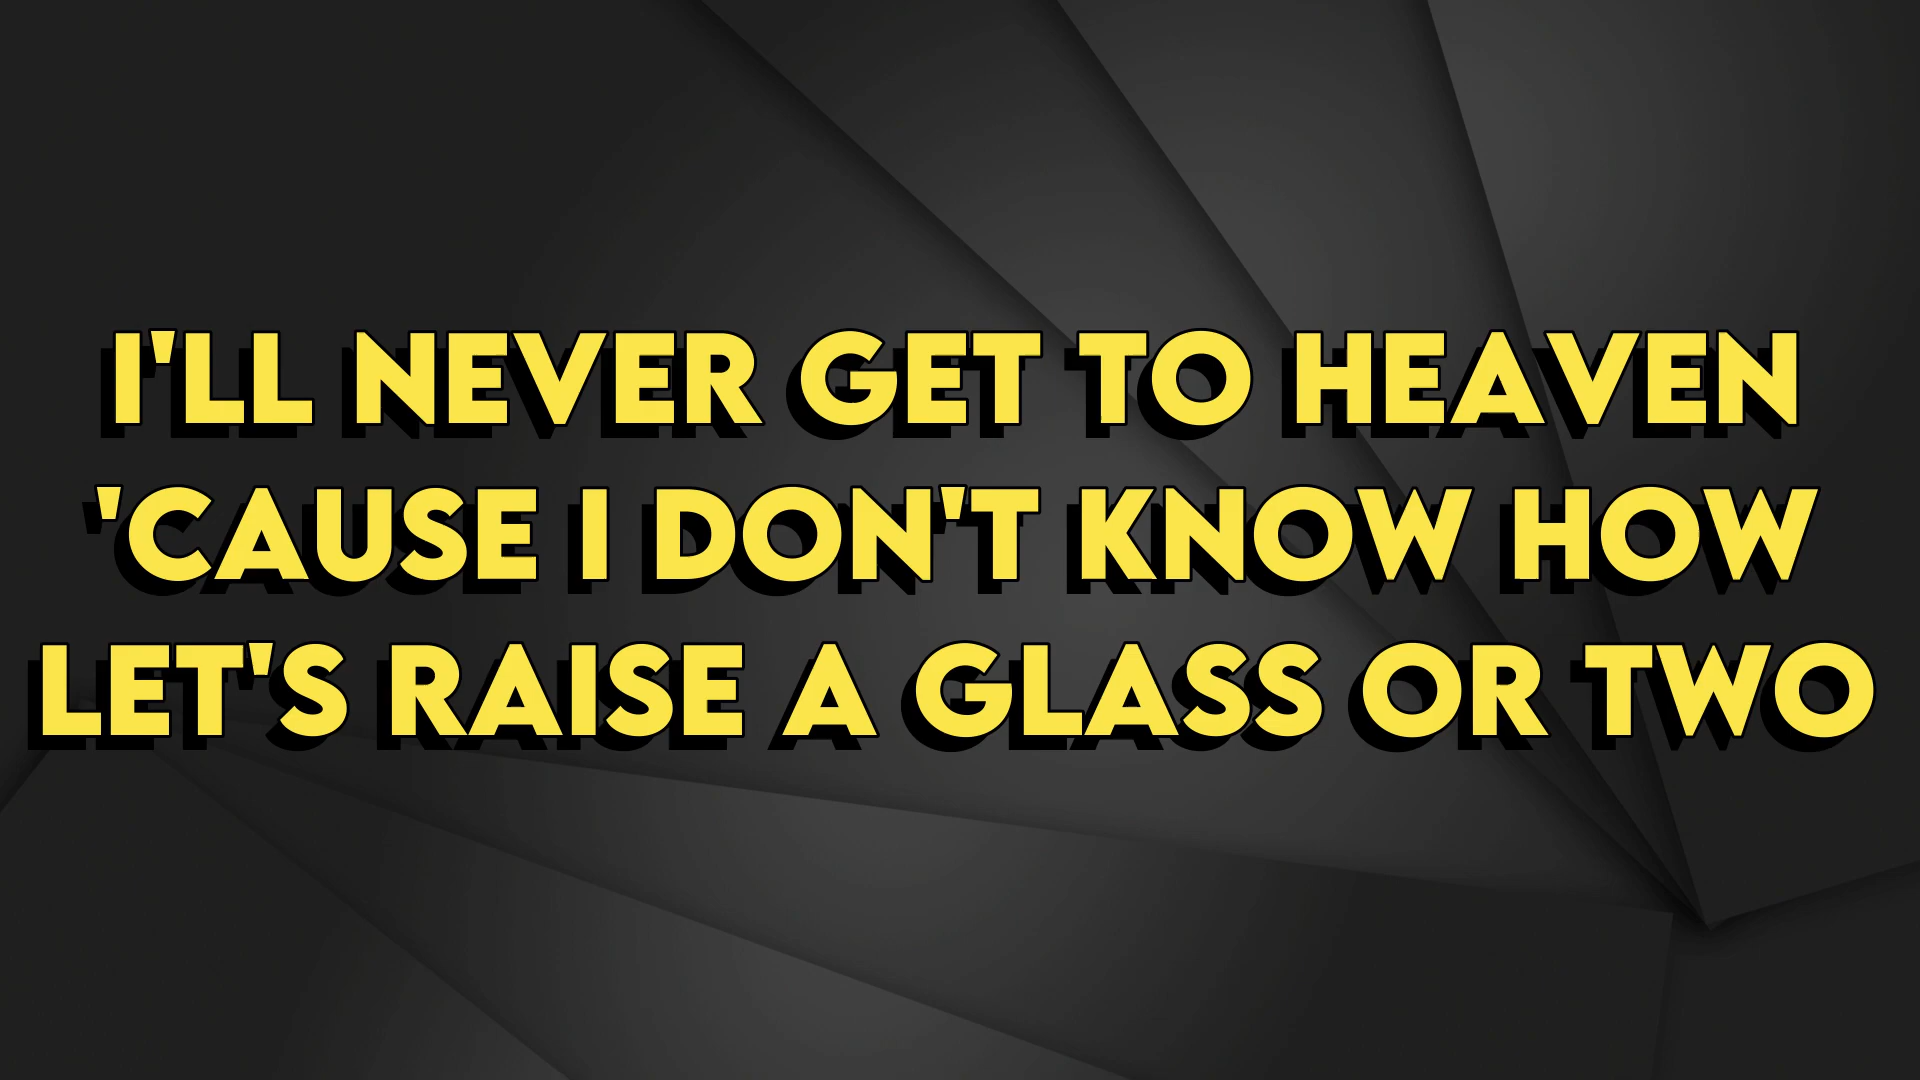 I'LL NEVER GET TO HEAVEN
'CAUSE I DON'T KNOW HOW
LET'S RAISE A GLASS OR TWO